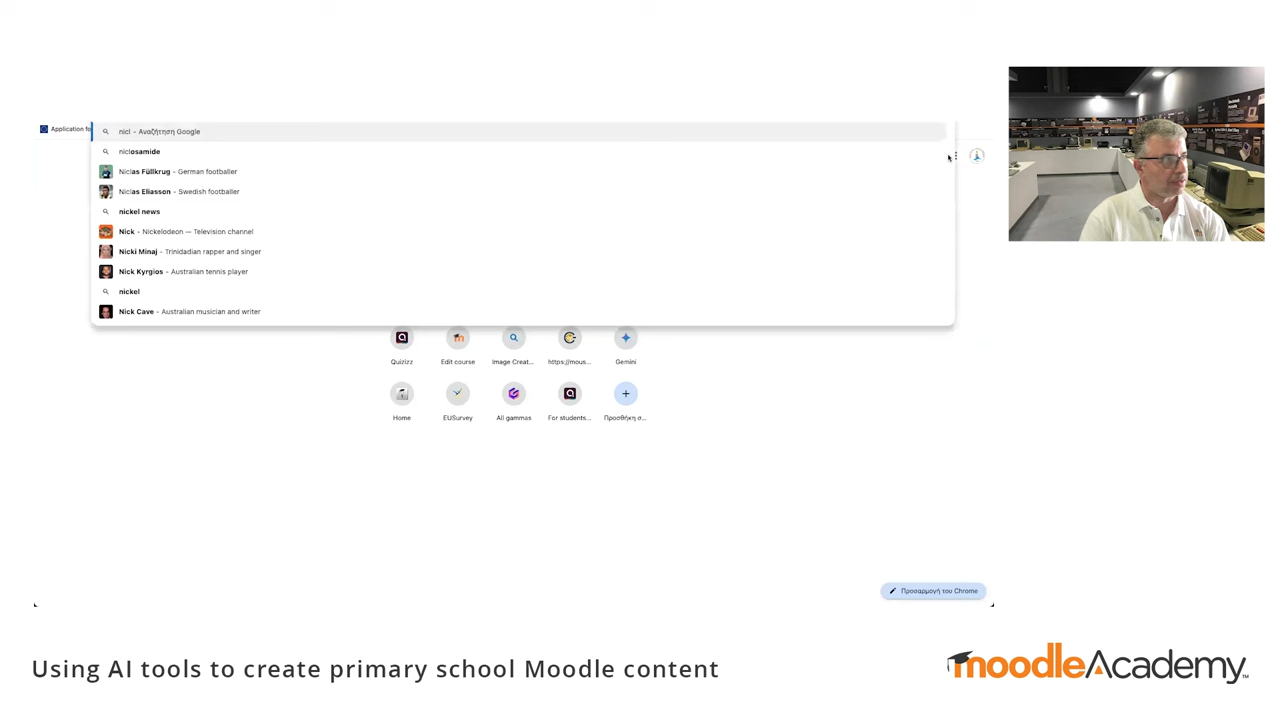 Application fo
nicl - Αναζήτηση Google
niclosamide
Niclas Füllkrug - German footballer
Niclas Eliasson - Swedish footballer
nickel news
Nick - Nickelodeon — Television channel
Nicki Minaj - Trinidadian rapper and singer
Nick Kyrgios - Australian tennis player
nickel
Nick Cave - Australian musician and writer
Quizizz
Edit course
Image Creat...
https://mous...
Gemini
Home
EUSurvey
All gammas
For students...
Προσθήκη σ...
Προσαρμογή του Chrome
Using AI tools to create primary school Moodle content
moodleAcademy™